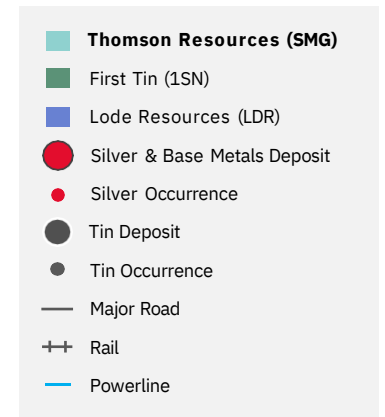 Thomson Resources (SMG)
First Tin (1SN)
Lode Resources (LDR)
Silver & Base Metals Deposit
Silver Occurrence
Tin Deposit
Tin Occurrence
Major Road
Rail
Powerline